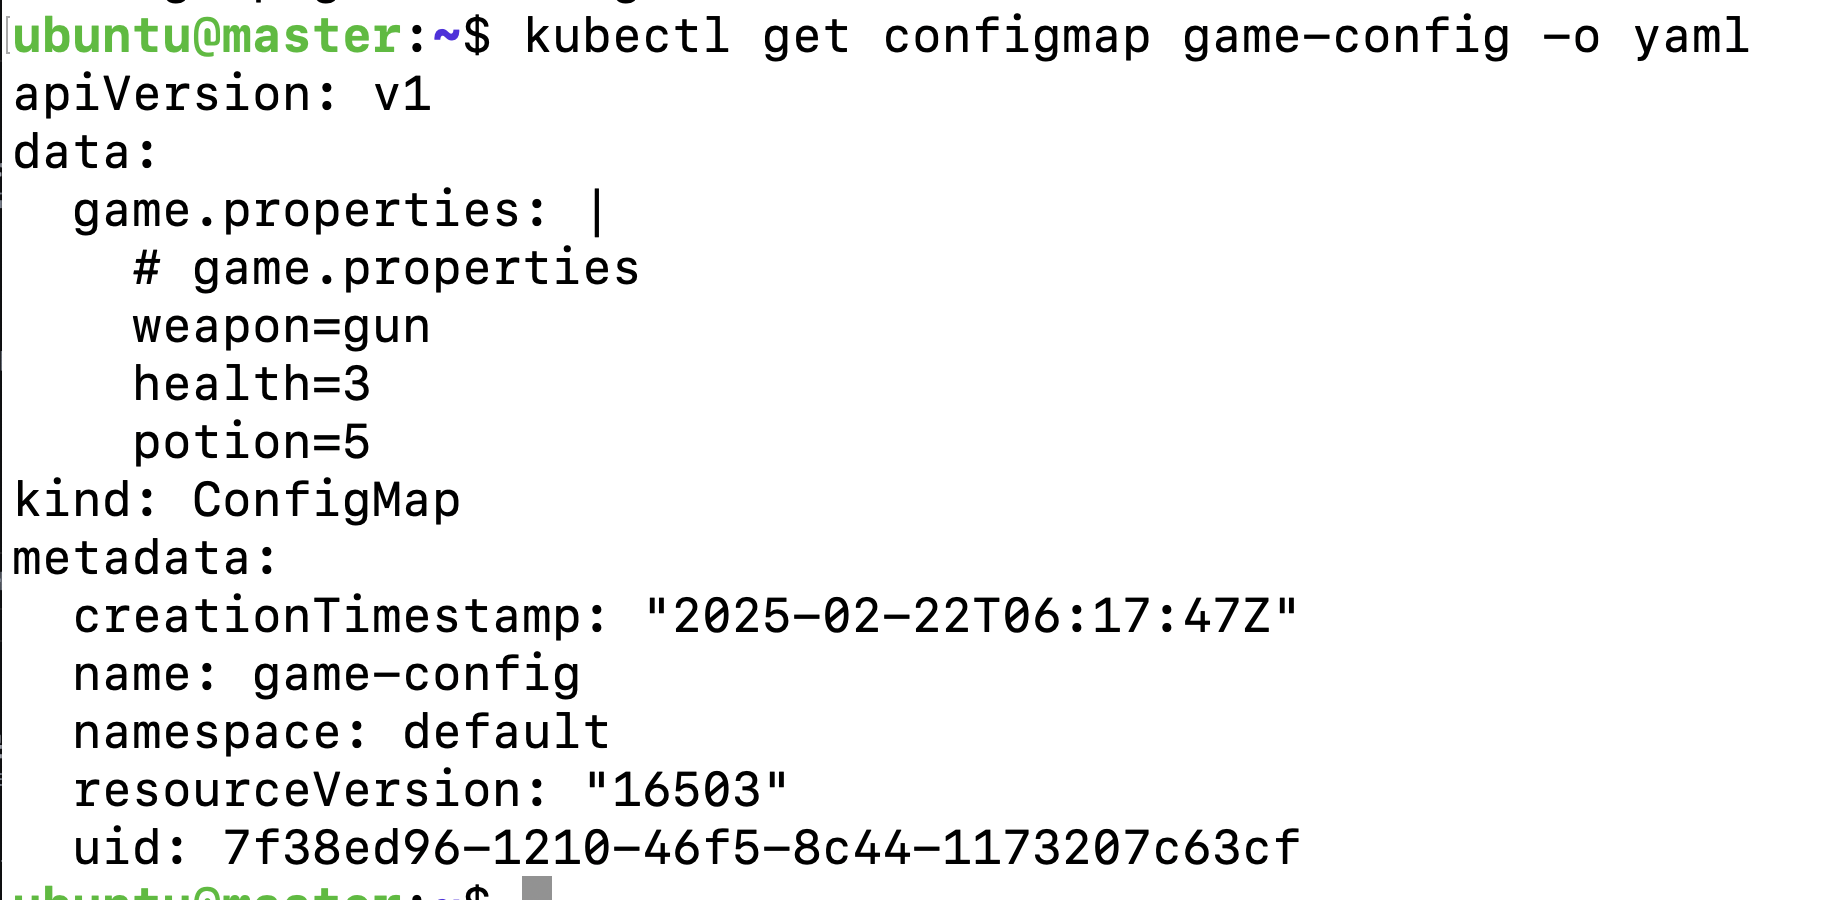 ubuntu@master:~$ kubectl get configmap game-config -o yaml
apiVersion: v1
data:
  game.properties: |
    # game.properties
    weapon=gun
    health=3
    potion=5
kind: ConfigMap
metadata:
  creationTimestamp: "2025-02-22T06:17:47Z"
  name: game-config
  namespace: default
  resourceVersion: "16503"
  uid: 7f38ed96-1210-46f5-8c44-1173207c63cf
ubuntu@master:~$